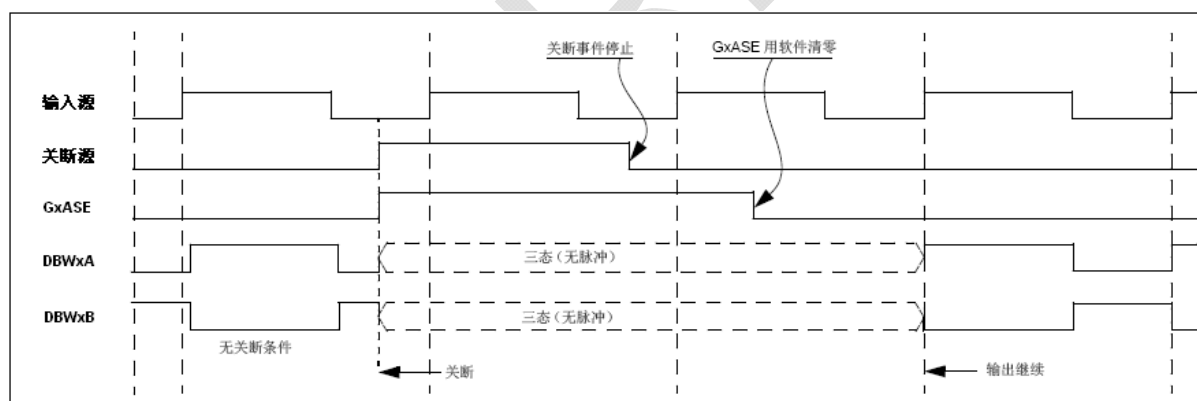 关断事件停止
GxASE 用软件清零
输入源
关断源
GxASE
DBWxA
三态(无脉冲)
DBWxB
三态(无脉冲)
无关断条件
关断
输出继续